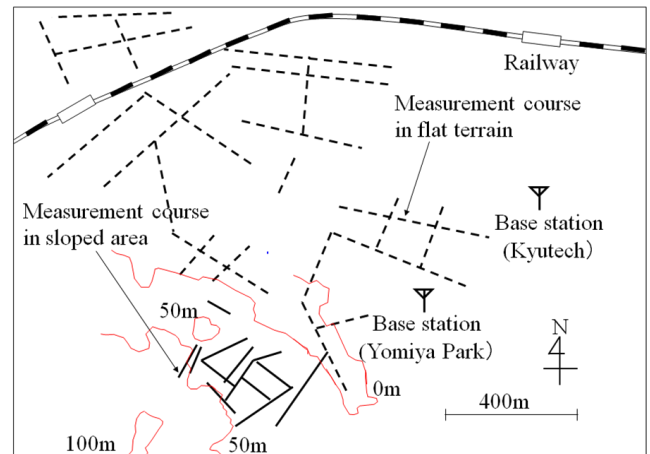 Railway
Measurement course
in flat terrain
Measurement course
in sloped area
Base station
(Kyutech）
50m
Base station
(Yomiya Park）
N
0m
400m
100m
50m